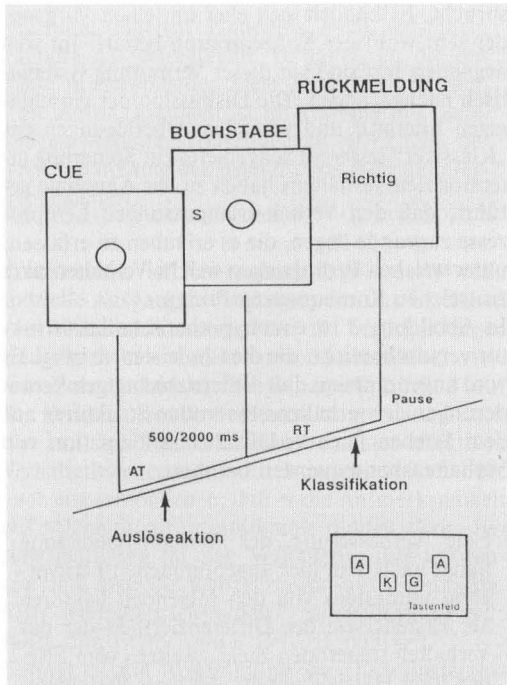 RÜCKMELDUNG
BUCHSTABE
CUE
Richtig
S
Pause
500/2000 ms
RT
AT
Klassifikation
Auslöseaktion
A
A
K
G
Tastenfeld